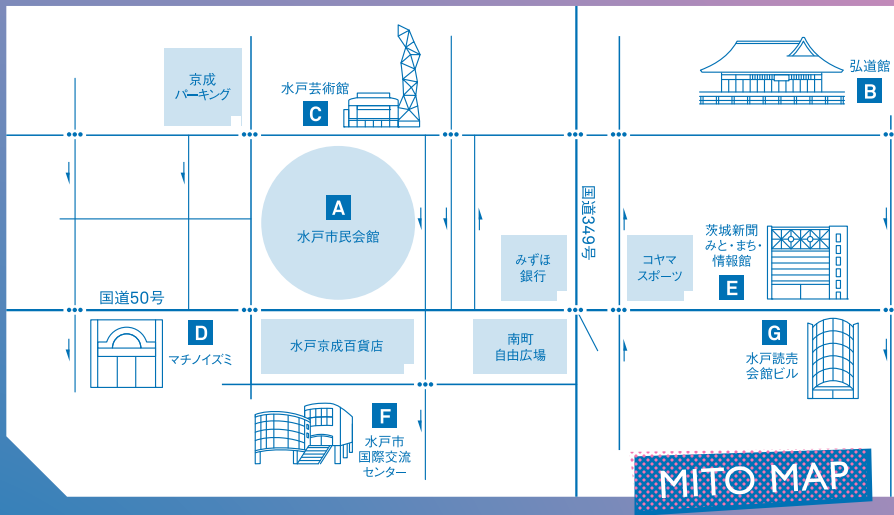 京成
パーキング
水戸芸術館
C
弘道館
B
A
水戸市民会館
国道349号
みずほ
銀行
コヤマ
スポーツ
茨城新聞
みと・まち・
情報館
E
国道50号
D
マチノイズミ
水戸京成百貨店
南町
自由広場
G
水戸読売
会館ビル
F
水戸市
国際交流
センター
MITO MAP